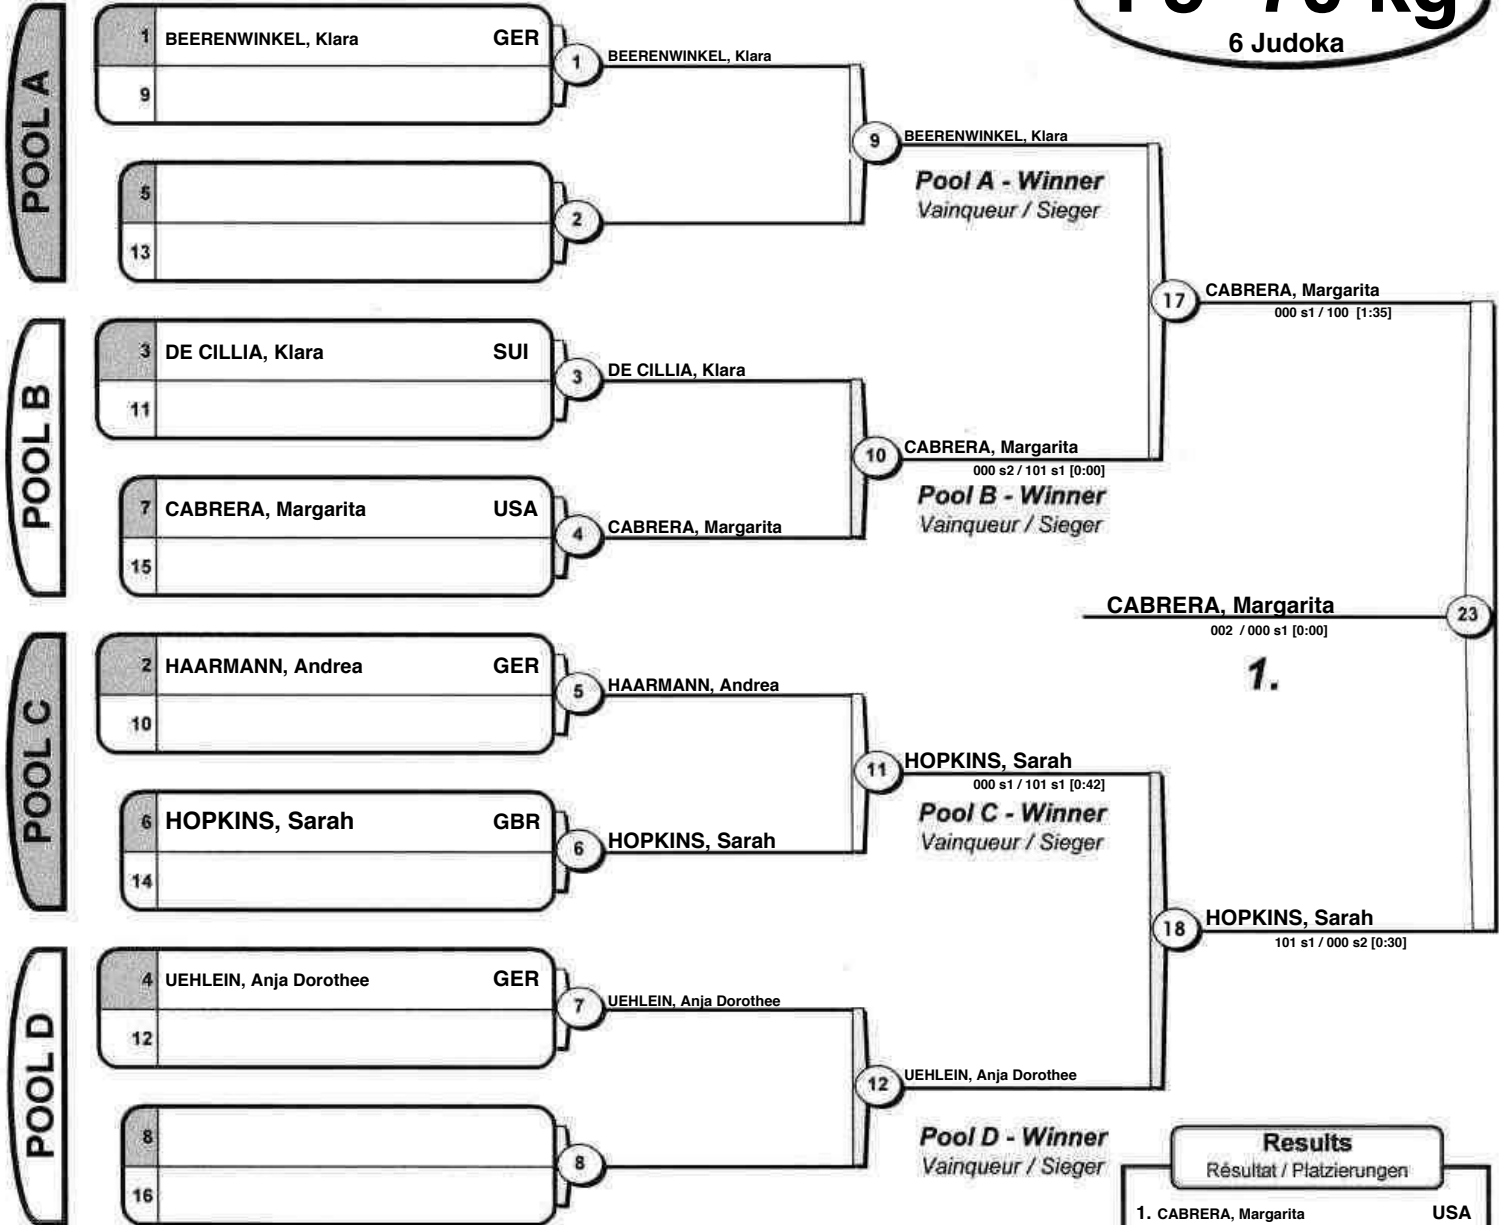 F3 -70 kg
6 Judoka
POOL A
1 BEERENWINKEL, Klara GER
9
1
BEERENWINKEL, Klara
5
13
2
9
BEERENWINKEL, Klara
Pool A - Winner
Vainqueur / Sieger
POOL B
3 DE CILLIA, Klara SUI
11
3
DE CILLIA, Klara
7 CABRERA, Margarita USA
15
4
CABRERA, Margarita
10
CABRERA, Margarita
000 s2 / 101 s1 [0:00]
Pool B - Winner
Vainqueur / Sieger
17
CABRERA, Margarita
000 s1 / 100 [1:35]
CABRERA, Margarita
002 / 000 s1 [0:00]
23
1.
POOL C
2 HAARMANN, Andrea GER
10
5
HAARMANN, Andrea
6 HOPKINS, Sarah GBR
14
6
HOPKINS, Sarah
11
HOPKINS, Sarah
000 s1 / 101 s1 [0:42]
Pool C - Winner
Vainqueur / Sieger
18
HOPKINS, Sarah
101 s1 / 000 s2 [0:30]
POOL D
4 UEHLEIN, Anja Dorothee GER
12
7
UEHLEIN, Anja Dorothee
8
16
8
12
UEHLEIN, Anja Dorothee
Pool D - Winner
Vainqueur / Sieger
Results
Résultat / Platzierungen
1. CABRERA, Margarita USA